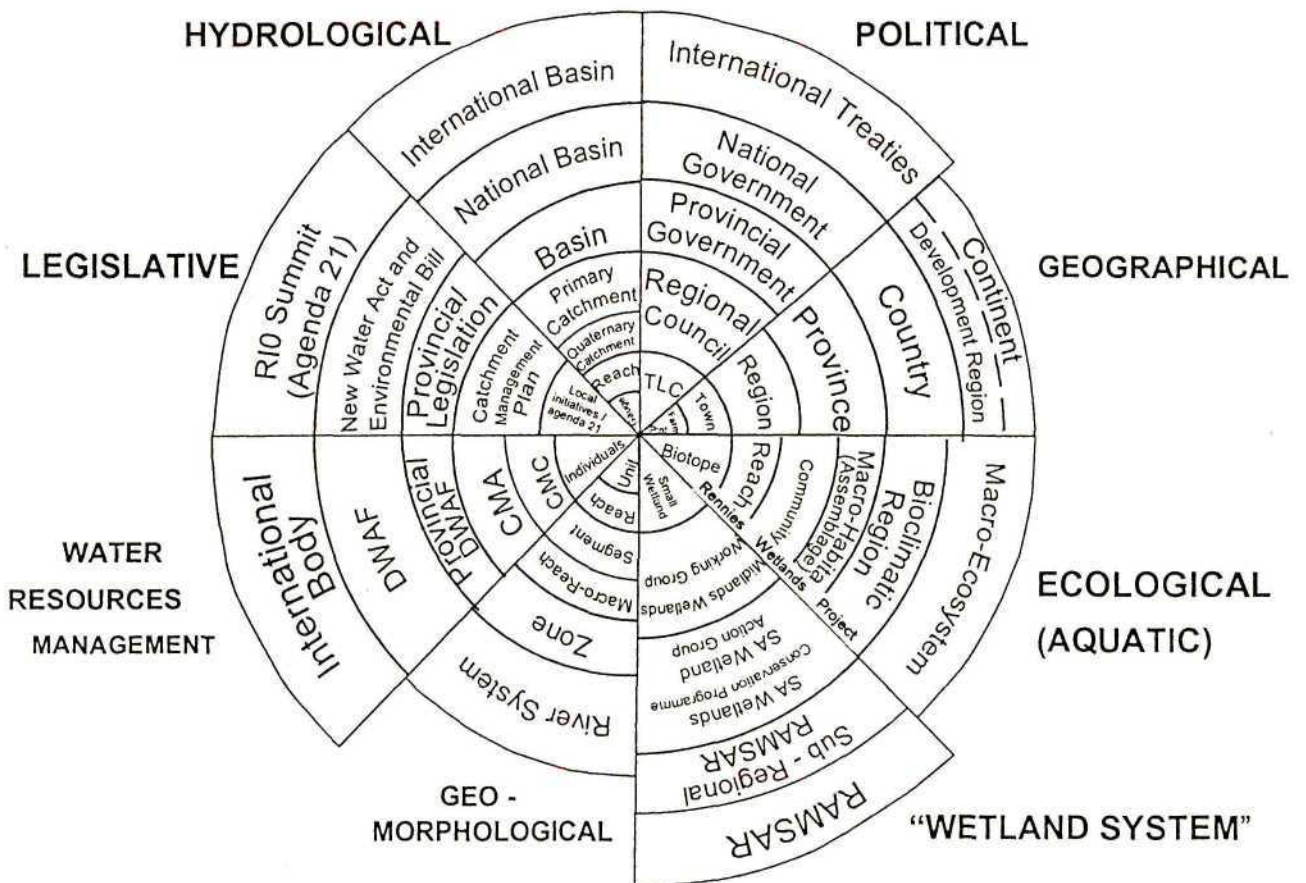 HYDROLOGICAL
International Basin
National Basin
Basin
Primary
Catchment
Quaternary
Catchment
Reach
POLITICAL
International Treaties
National
Government
Provincial
Government
Regional
Council
TLC
Farm
GEOGRAPHICAL
Continent
Development Region
Country
Province
Region
Town
ECOLOGICAL
(AQUATIC)
Macro-Ecosystem
Bioclimatic
Region
Macro-Habita)
(Assemblage)
Community
Reach
Biotope
Rennies Wetlands Project
"WETLAND SYSTEM"
RAMSAR
Sub - Regional
RAMSAR
SA Wetlands
Conservation Programme
SA Wetland
Action Group
Midlands Wetlands
Working Group
Small
Wetland
GEO -
MORPHOLOGICAL
River System
Zone
Macro-Reach
Segment
Reach
Unit
WATER
RESOURCES
MANAGEMENT
International
Body
DWAF
Provincial
DWAF
CMA
CMC
Individuals
LEGISLATIVE
RI0 Summit
(Agenda 21)
New Water Act and
Environmental Bill
Provincial
Legislation
Catchment
Management
Plan
Local
initiatives /
agenda 21